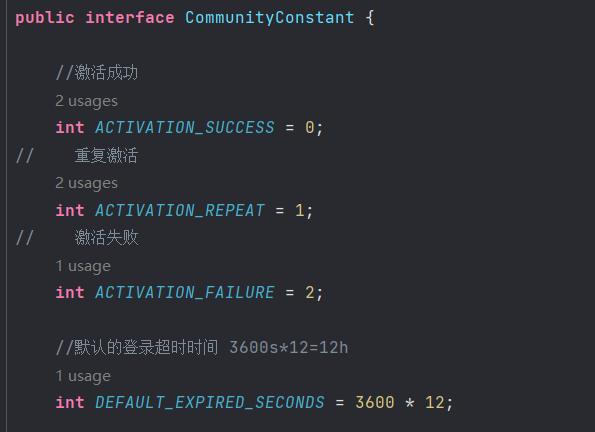 public interface CommunityConstant {
//激活成功
2 usages
int ACTIVATION_SUCCESS = 0;
// 重复激活
2 usages
int ACTIVATION_REPEAT = 1;
// 激活失败
1 usage
int ACTIVATION_FAILURE = 2;
//默认的登录超时时间 3600s*12=12h
1 usage
int DEFAULT_EXPIRED_SECONDS = 3600 * 12;